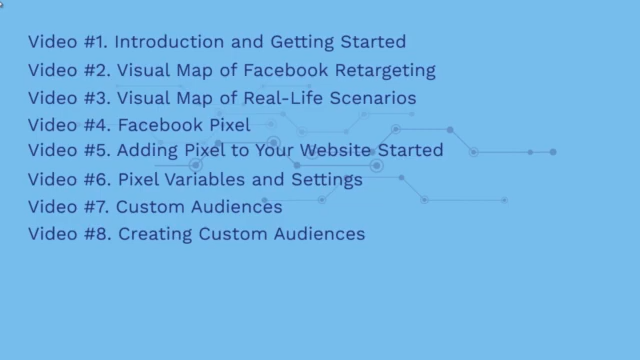 Video #1. Introduction and Getting Started
Video #2. Visual Map of Facebook Retargeting
Video #3. Visual Map of Real-Life Scenarios
Video #4. Facebook Pixel
Video #5. Adding Pixel to Your Website Started
Video #6. Pixel Variables and Settings
Video #7. Custom Audiences
Video #8. Creating Custom Audiences